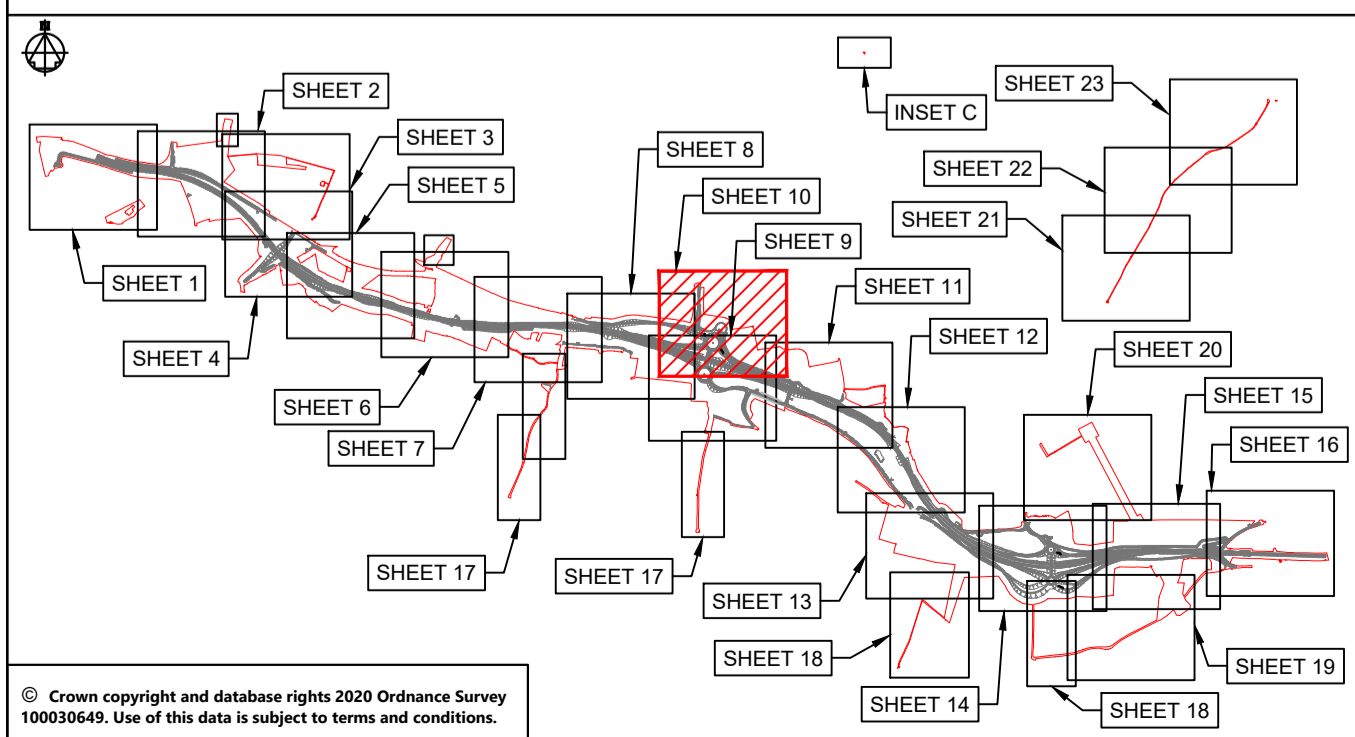 N
SHEET 2
SHEET 3
SHEET 5
SHEET 1
SHEET 4
SHEET 6
SHEET 7
SHEET 17
SHEET 8
SHEET 10
SHEET 9
SHEET 11
SHEET 12
SHEET 17
SHEET 13
SHEET 18
SHEET 14
INSET C
SHEET 23
SHEET 22
SHEET 21
SHEET 20
SHEET 15
SHEET 16
SHEET 19
SHEET 18
© Crown copyright and database rights 2020 Ordnance Survey
100030649. Use of this data is subject to terms and conditions.